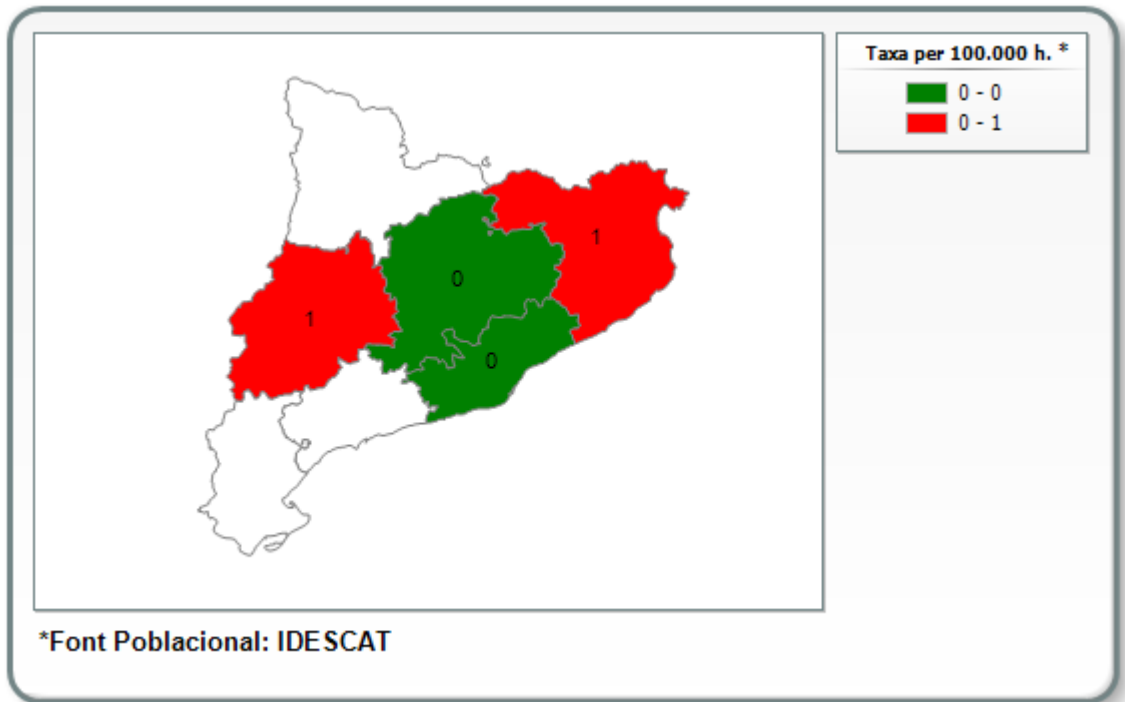 Taxa per 100.000 h. *
0 - 0
0 - 1
1
0
1
0
*Font Poblacional: IDESCAT